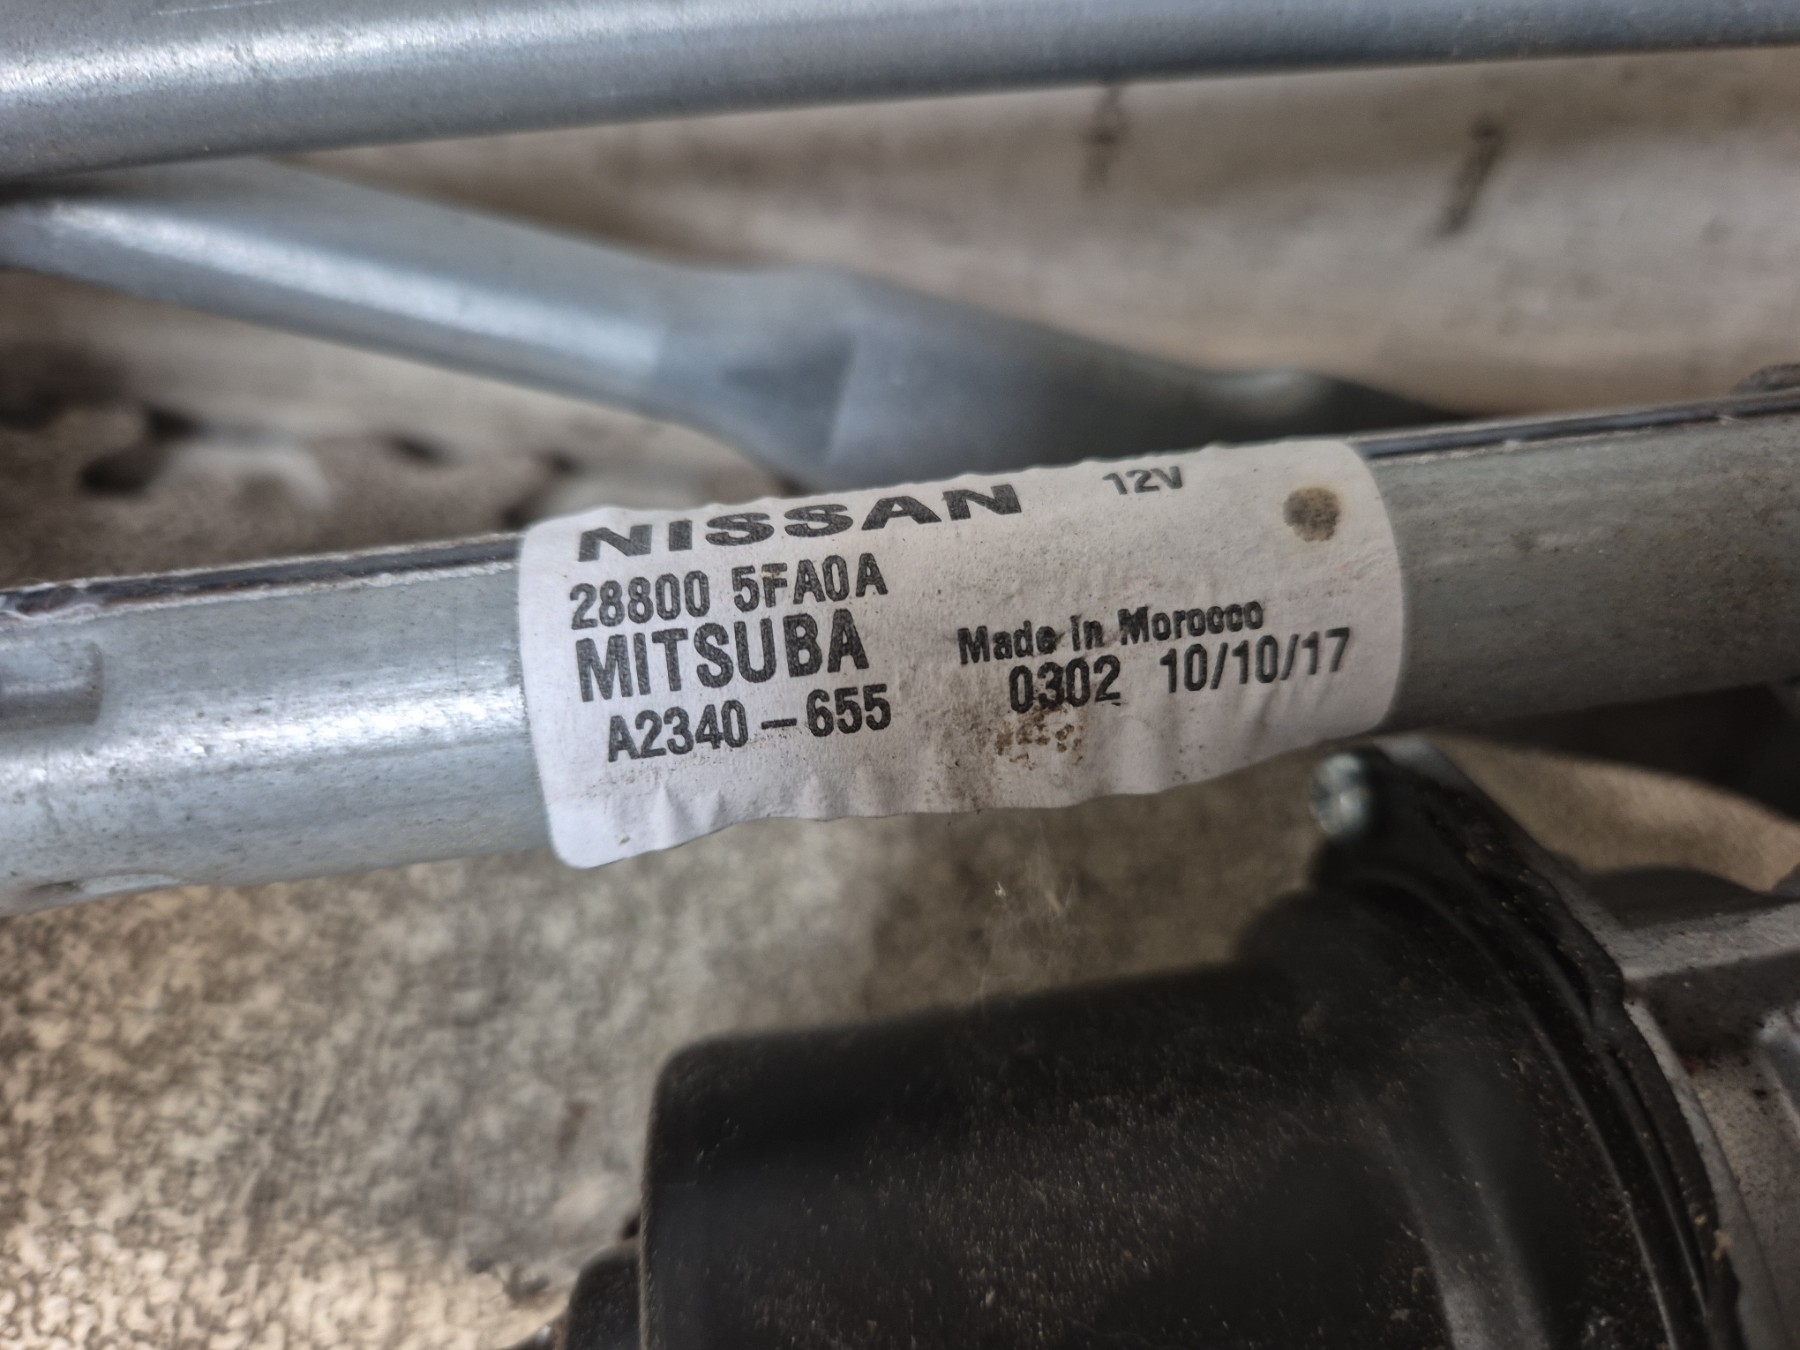 NISSAN 12V
28800 5FA0A
MITSUBA Made in Morocco
A2340-655 0302 10/10/17